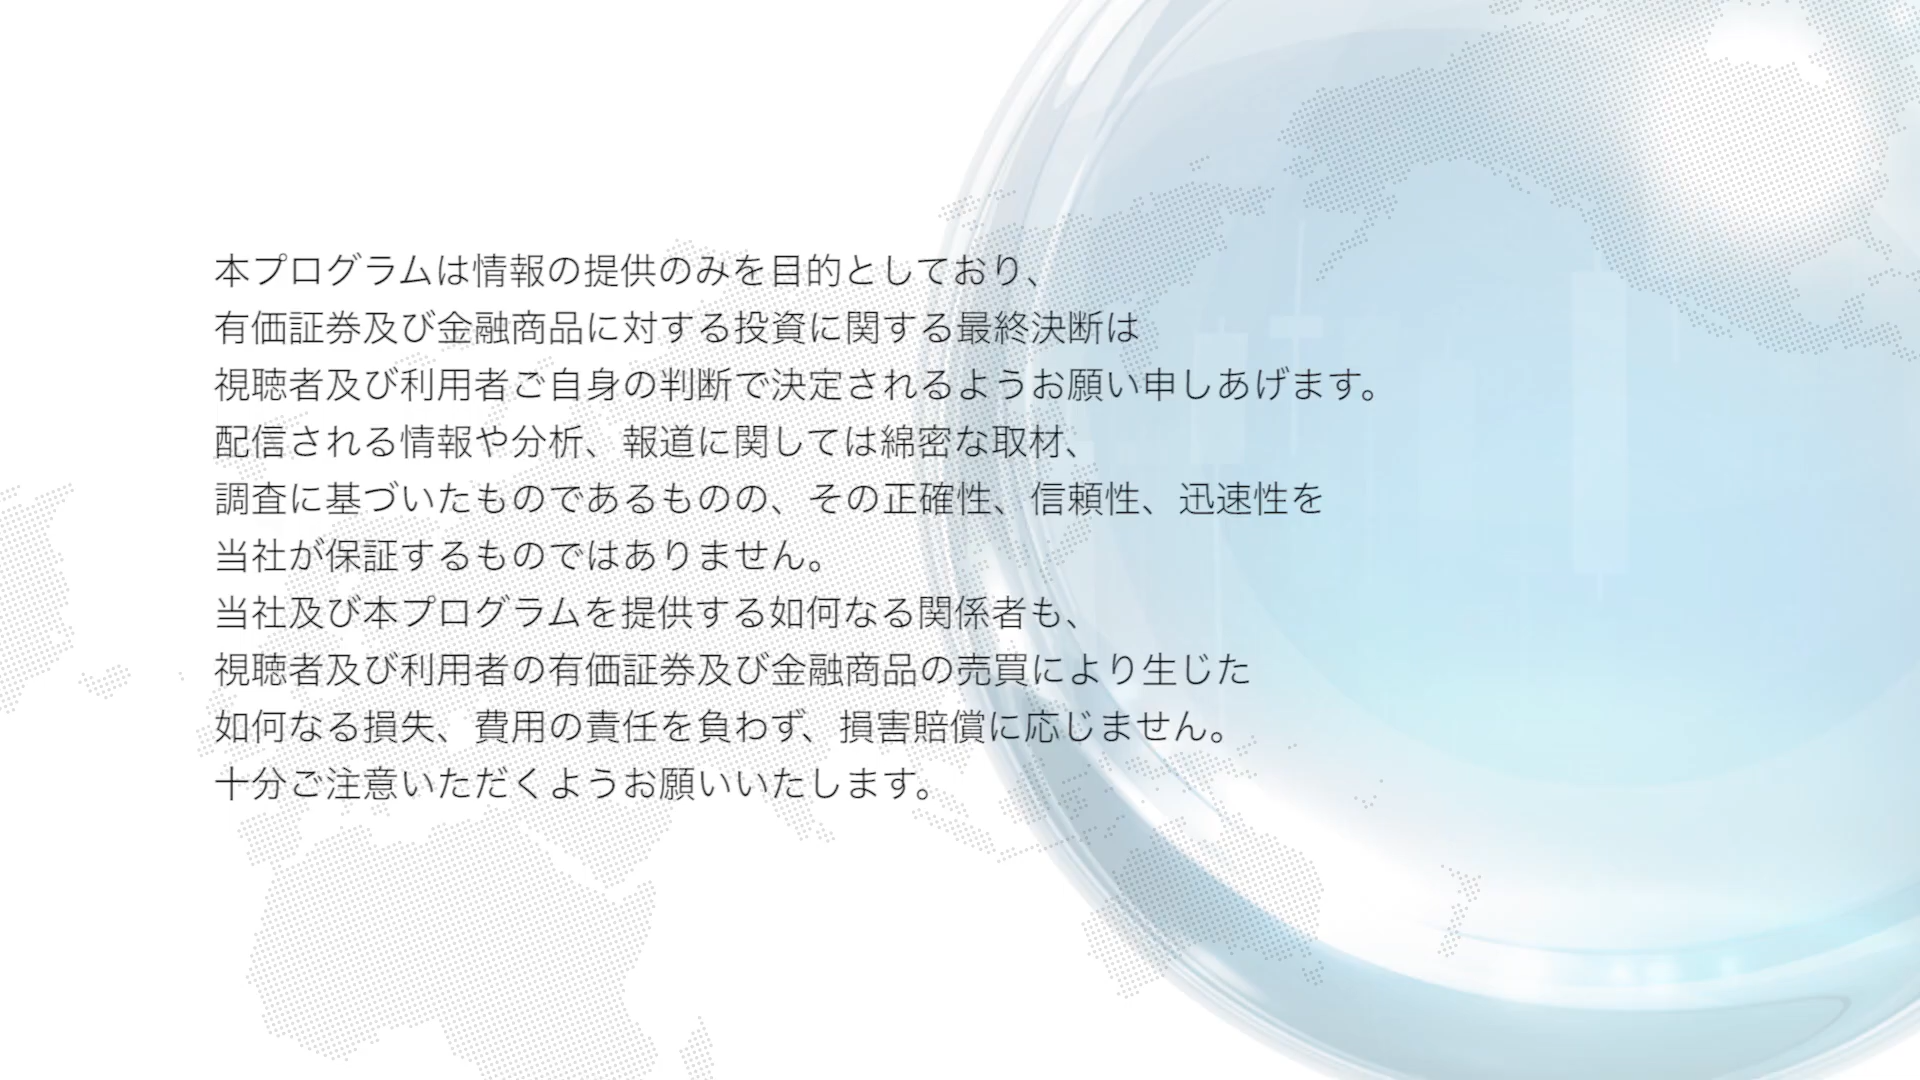 本プログラムは情報の提供のみを目的としており、
有価証券及び金融商品に対する投資に関する最終決断は
視聴者及び利用者ご自身の判断で決定されるようお願い申しあげます。
配信される情報や分析、報道に関しては綿密な取材、
調査に基づいたものであるものの、その正確性、信頼性、迅速性を
当社が保証するものではありません。
当社及び本プログラムを提供する如何なる関係者も、
視聴者及び利用者の有価証券及び金融商品の売買により生じた
如何なる損失、費用の責任を負わず、損害賠償に応じません。
十分ご注意いただくようお願いいたします。